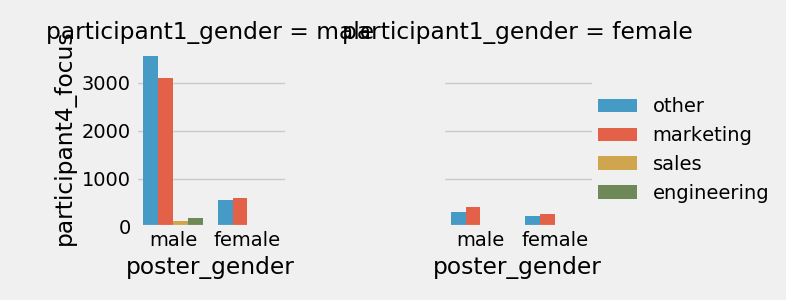 participant1_gender = male
participant1_gender = female
participant4_focus
3000
2000
1000
0
male female
male female
poster_gender
poster_gender
other
marketing
sales
engineering